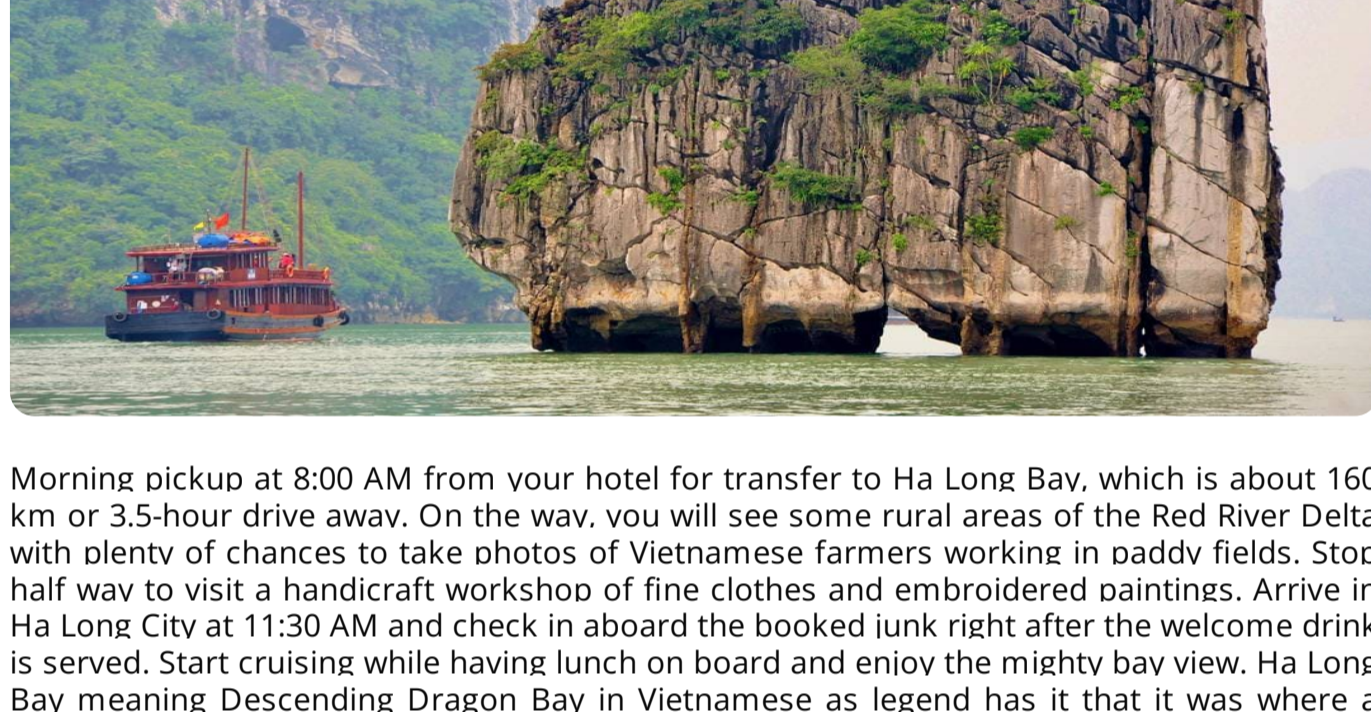 Morning pickup at 8:00 AM from your hotel for transfer to Ha Long Bay, which is about 160
km or 3.5-hour drive away. On the way, you will see some rural areas of the Red River Delta
with plenty of chances to take photos of Vietnamese farmers working in paddy fields. Stop
half way to visit a handicraft workshop of fine clothes and embroidered paintings. Arrive in
Ha Long City at 11:30 AM and check in aboard the booked junk right after the welcome drink
is served. Start cruising while having lunch on board and enjoy the mighty bay view. Ha Long
Bay meaning Descending Dragon Bay in Vietnamese as legend has it that it was where a